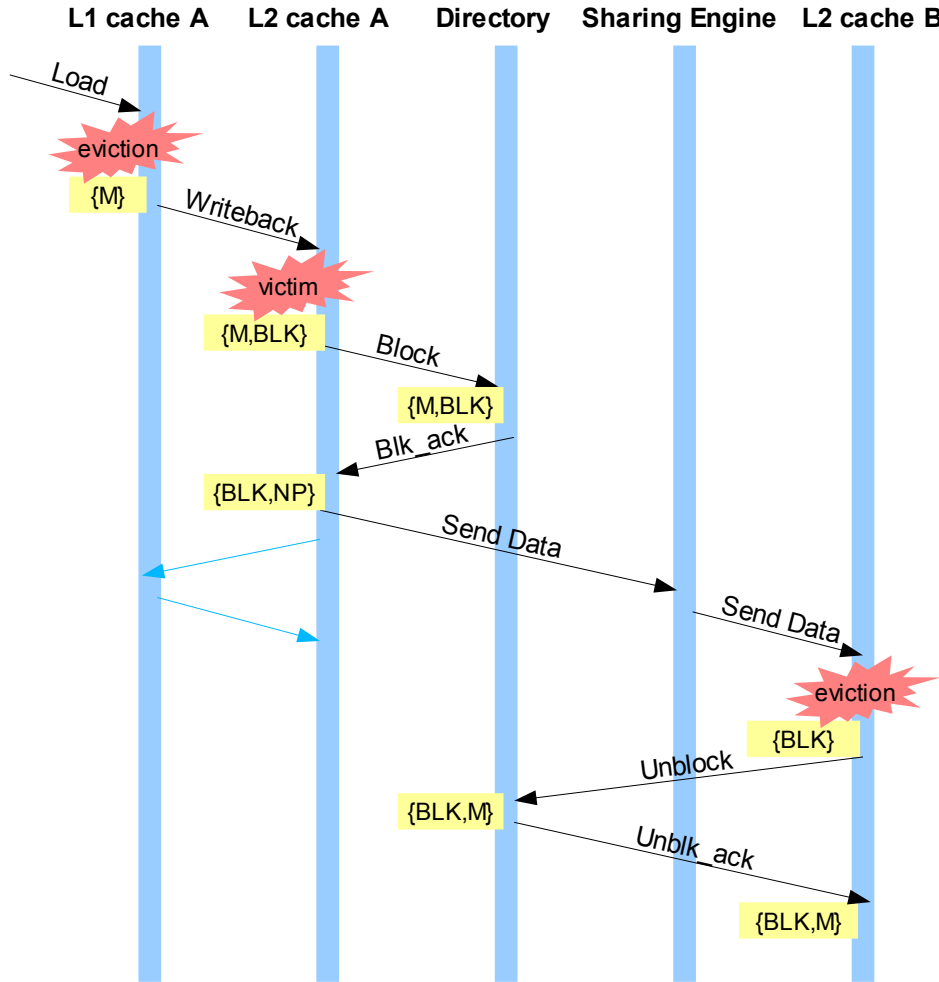 L1 cache A
L2 cache A
Directory
Sharing Engine
L2 cache B
Load
eviction
{M}
Writeback
victim
{M,BLK}
Block
{M,BLK}
Blk_ack
{BLK,NP}
Send Data
Send Data
eviction
{BLK}
Unblock
{BLK,M}
Unblk_ack
{BLK,M}